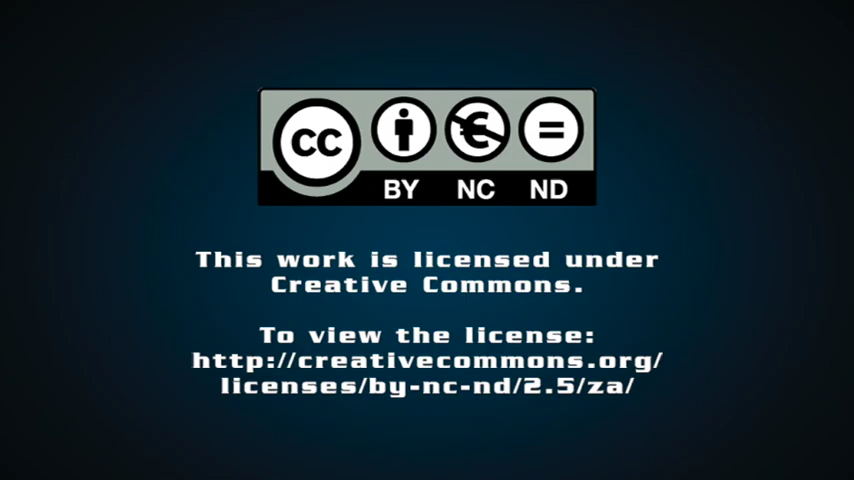 cc
BY NC ND
This work is licensed under
Creative Commons.
To view the license:
http://creativecommons.org/
licenses/by-nc-nd/2.5/za/